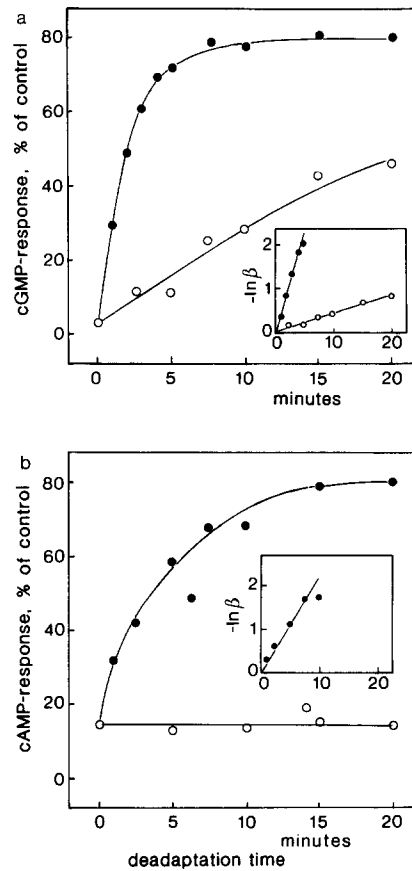 a
cGMP-response, % of control
80
60
40
20
0
-ln β
2
1
0
0 10 20
0 5 10 15 20
minutes
b
cAMP-response, % of control
80
60
40
20
0
-ln β
2
1
0
0 10 20
0 5 10 15 20
minutes
deadaptation time